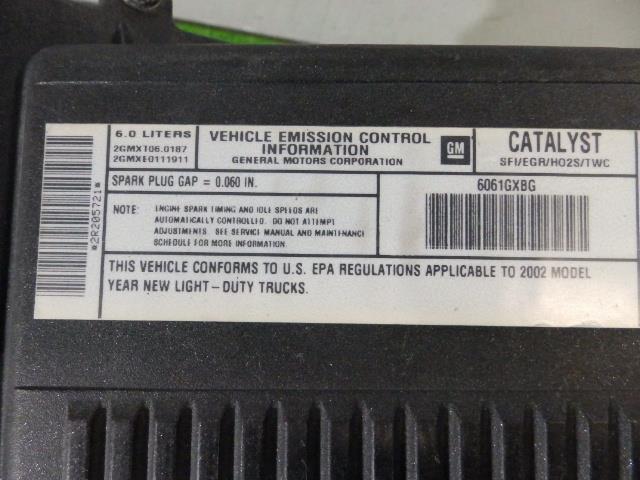 *2R205721*
6.0 LITERS
2GMXT06.0187
2GMXE0111911
VEHICLE EMISSION CONTROL
INFORMATION
GENERAL MOTORS CORPORATION
GM
CATALYST
SFI/EGR/HO2S/TWC
SPARK PLUG GAP = 0.060 IN.
NOTE: ENGINE SPARK TIMING AND IDLE SPEEDS ARE
AUTOMATICALLY CONTROLLED. DO NOT ATTEMPT
ADJUSTMENTS. SEE SERVICE MANUAL AND MAINTENANCE
SCHEDULE FOR MORE INFORMATION.
6061GXBG
THIS VEHICLE CONFORMS TO U.S. EPA REGULATIONS APPLICABLE TO 2002 MODEL
YEAR NEW LIGHT-DUTY TRUCKS.